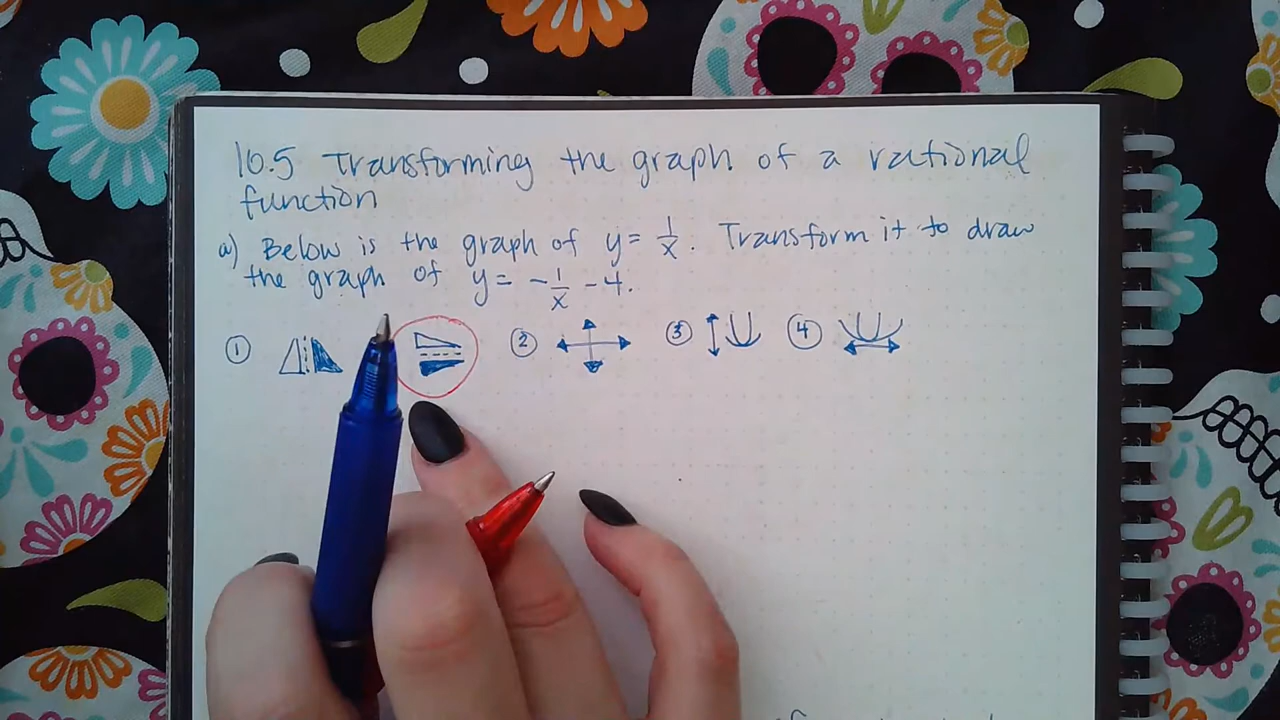 10.5 Transforming the graph of a rational
function
a) Below is the graph of y = 1/x. Transform it to draw
the graph of y = -1/x - 4.
① ② ③ ④